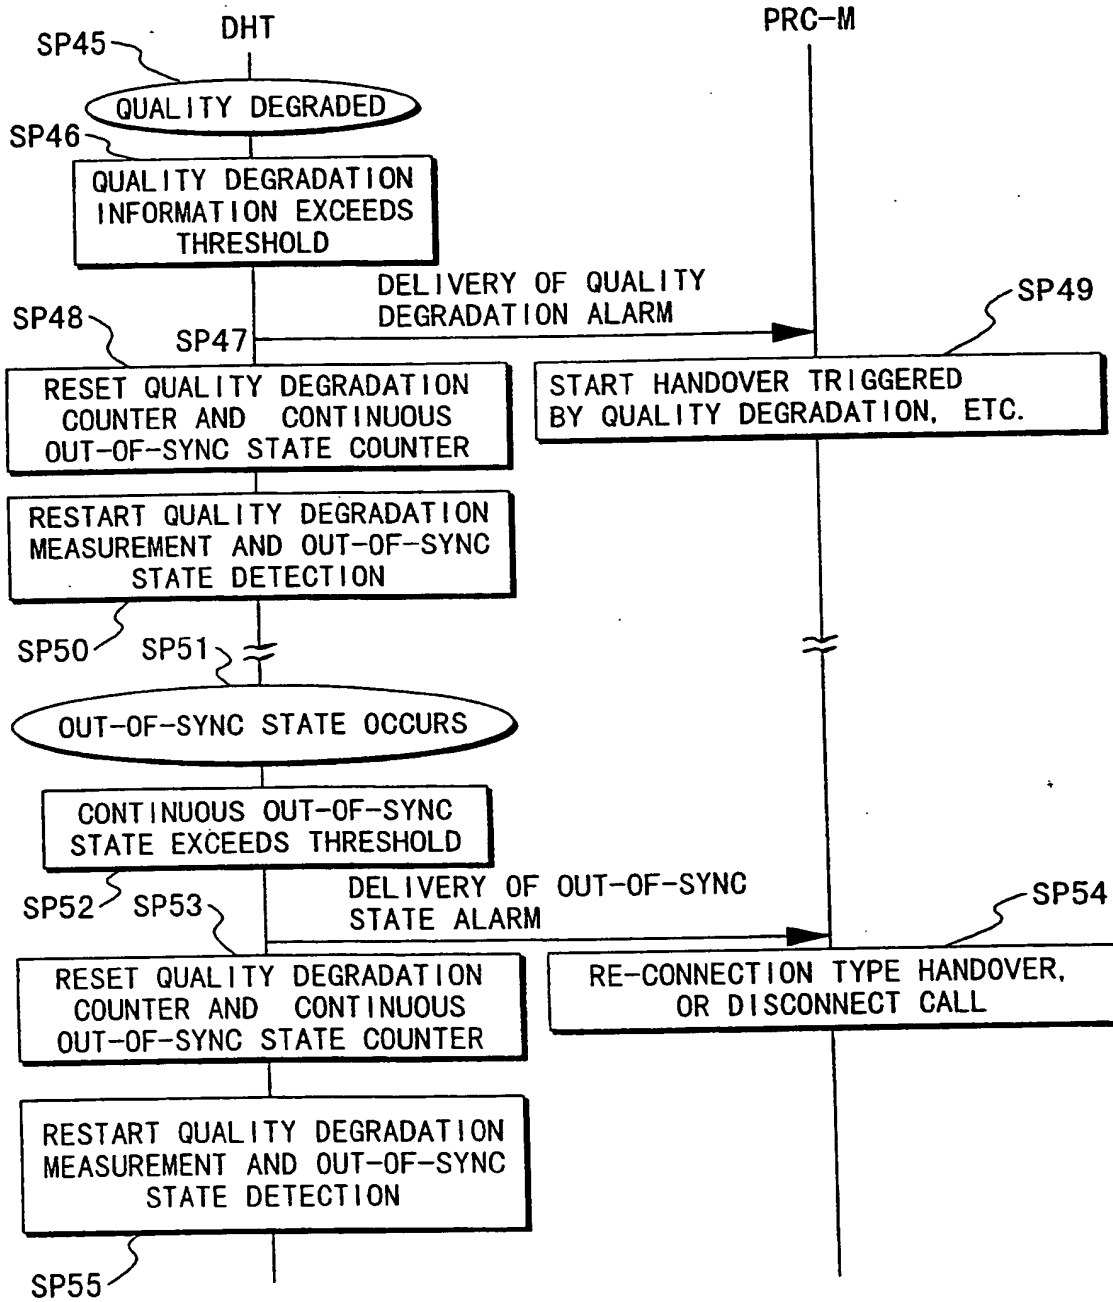 DHT
PRC-M
SP45
QUALITY DEGRADED
SP46
QUALITY DEGRADATION
INFORMATION EXCEEDS
THRESHOLD
DELIVERY OF QUALITY
DEGRADATION ALARM
SP49
SP48
SP47
RESET QUALITY DEGRADATION
COUNTER AND CONTINUOUS
OUT-OF-SYNC STATE COUNTER
START HANDOVER TRIGGERED
BY QUALITY DEGRADATION, ETC.
RESTART QUALITY DEGRADATION
MEASUREMENT AND OUT-OF-SYNC
STATE DETECTION
SP50
SP51
OUT-OF-SYNC STATE OCCURS
CONTINUOUS OUT-OF-SYNC
STATE EXCEEDS THRESHOLD
SP52
SP53
DELIVERY OF OUT-OF-SYNC
STATE ALARM
SP54
RESET QUALITY DEGRADATION
COUNTER AND CONTINUOUS
OUT-OF-SYNC STATE COUNTER
RE-CONNECTION TYPE HANDOVER,
OR DISCONNECT CALL
RESTART QUALITY DEGRADATION
MEASUREMENT AND OUT-OF-SYNC
STATE DETECTION
SP55